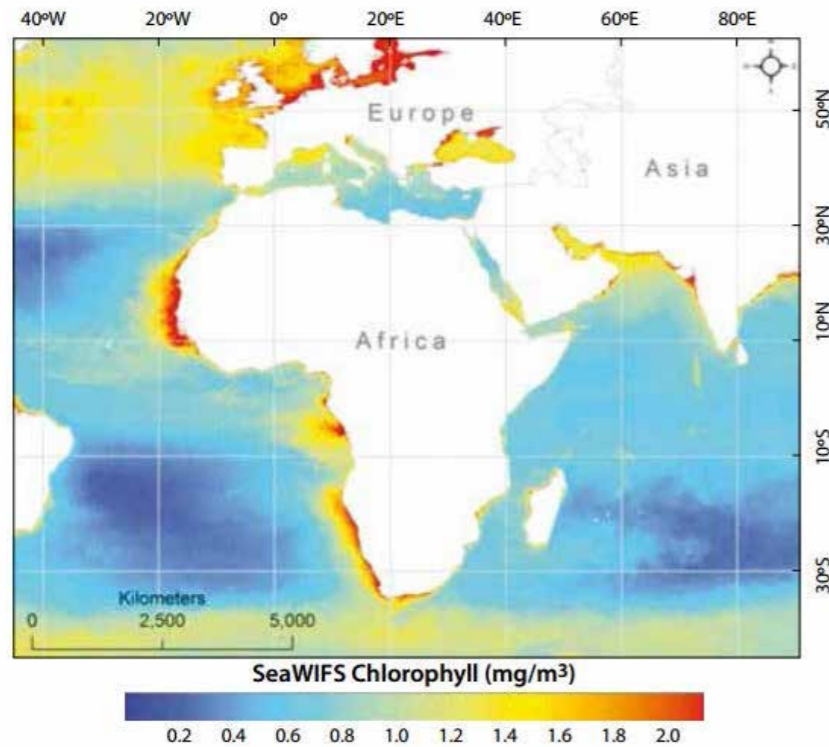 40ºW 20ºW 0º 20ºE 40ºE 60ºE 80ºE
50ºN
Europe
Asia
30ºN
10ºN
Africa
10ºS
30ºS
Kilometers
0 2,500 5,000
SeaWIFS Chlorophyll (mg/m³)
0.2 0.4 0.6 0.8 1.0 1.2 1.4 1.6 1.8 2.0